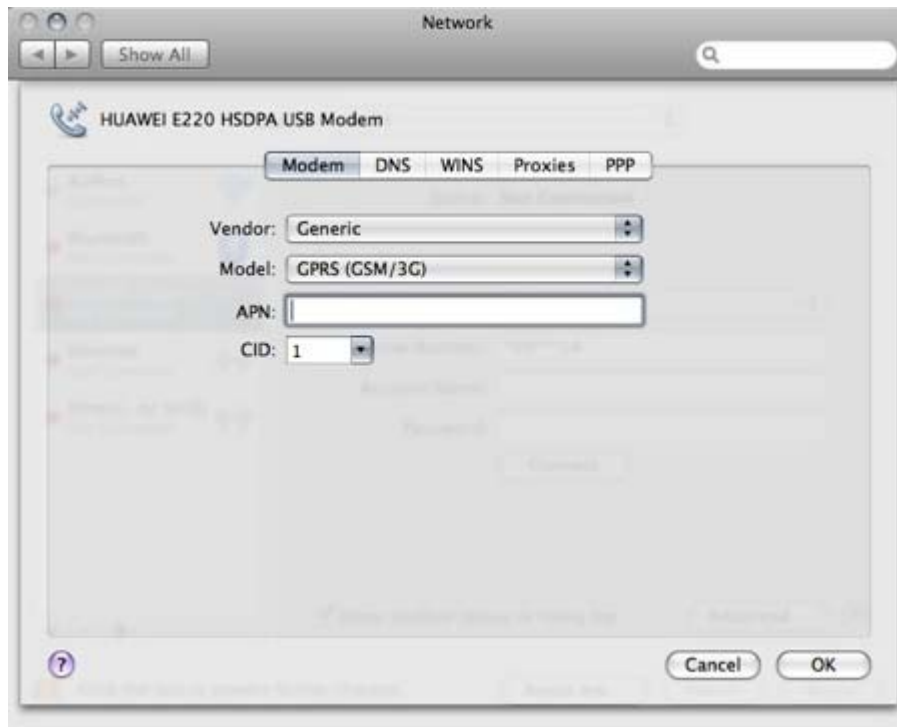 Network
Show All
HUAWEI E220 HSDPA USB Modem
Modem DNS WINS Proxies PPP
Vendor: Generic
Model: GPRS (GSM/3G)
APN:
CID: 1
?
Cancel OK